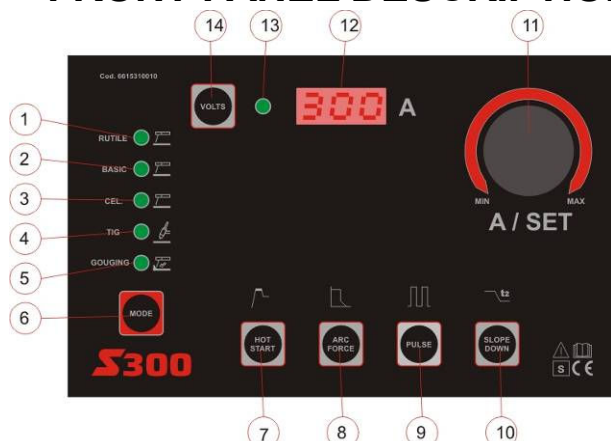 FRONT PANEL DESCRIPTION
14 13 12 11
Cod. 6615310010
VOLTS
300 A
1
RUTILE
2
BASIC
3
CEL.
4
TIG
5
GOUGING
MIN MAX
A / SET
6
MODE
t2
HOT START
ARC FORCE
PULSE
SLOPE DOWN
S300
S CE
7 8 9 10